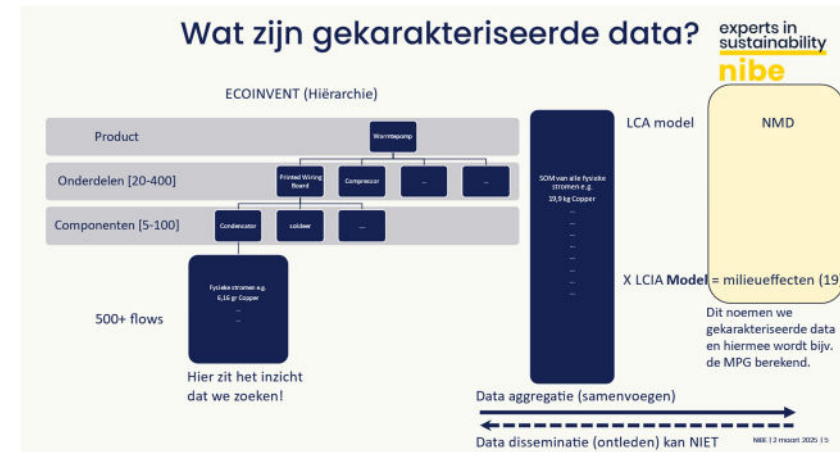 Wat zijn gekarakteriseerde data?
experts in
sustainability
nibe
ECOINVENT (Hiërarchie)
Product
Warmtepomp
Onderdelen [20-400]
Printed Wiring
Board
Compressor
...
...
Componenten [5-100]
Condensator
soldeer
....
500+ flows
Fysieke stromen e.g.
6,16 gr Copper
...
...
Hier zit het inzicht
dat we zoeken!
SOM van alle fysieke
stromen e.g.
19,9 kg Copper
...
...
...
...
...
...
...
...
LCA model
NMD
X LCIA Model = milieueffecten (19)
Dit noemen we
gekarakteriseerde data
en hiermee wordt bijv.
de MPG berekend.
Data aggregatie (samenvoegen)
Data disseminatie (ontleden) kan NIET
NIBE | 2 maart 2025 | 5